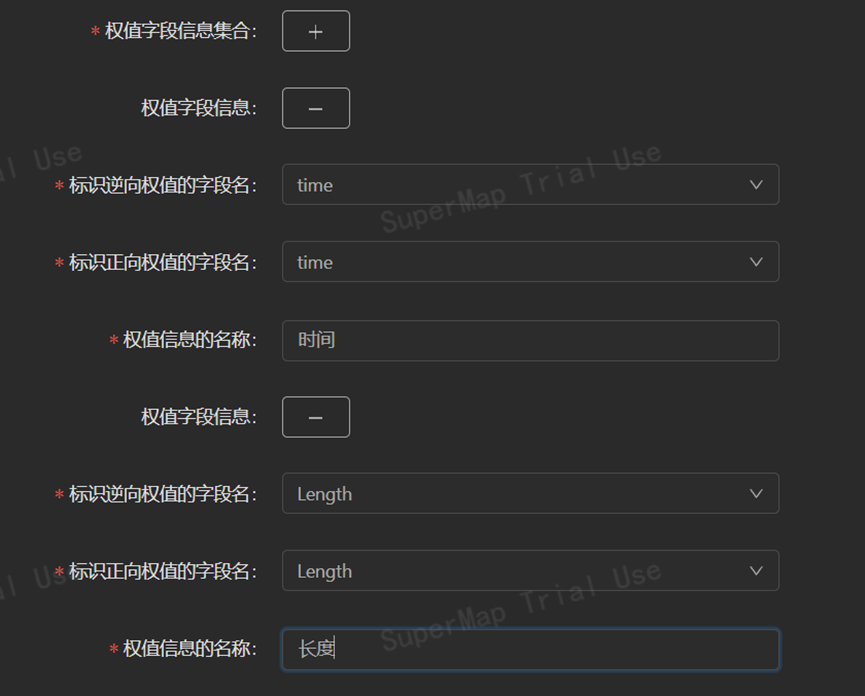 * 权值字段信息集合: +
权值字段信息: −
* 标识逆向权值的字段名: time
* 标识正向权值的字段名: time
* 权值信息的名称: 时间
权值字段信息: −
* 标识逆向权值的字段名: Length
* 标识正向权值的字段名: Length
* 权值信息的名称: 长度
al Use
SuperMap Trial Use
al Us
SuperMap Trial Use